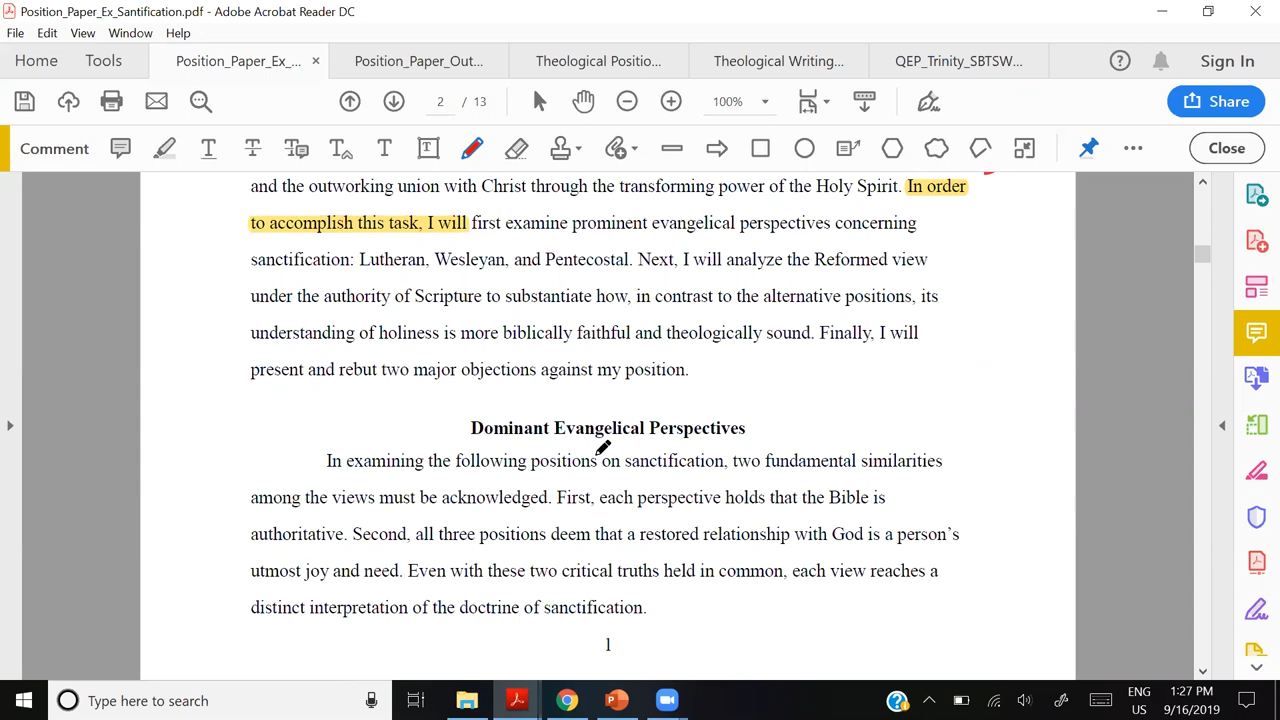 Position_Paper_Ex_Santification.pdf - Adobe Acrobat Reader DC
File Edit View Window Help
Home Tools Position_Paper_Ex_... × Position_Paper_Out... Theological Positio... Theological Writing... QEP_Trinity_SBTSW... Sign In
2 / 13 100% Share
Comment Close
and the outworking union with Christ through the transforming power of the Holy Spirit. In order
to accomplish this task, I will first examine prominent evangelical perspectives concerning
sanctification: Lutheran, Wesleyan, and Pentecostal. Next, I will analyze the Reformed view
under the authority of Scripture to substantiate how, in contrast to the alternative positions, its
understanding of holiness is more biblically faithful and theologically sound. Finally, I will
present and rebut two major objections against my position.
Dominant Evangelical Perspectives
In examining the following positions on sanctification, two fundamental similarities
among the views must be acknowledged. First, each perspective holds that the Bible is
authoritative. Second, all three positions deem that a restored relationship with God is a person's
utmost joy and need. Even with these two critical truths held in common, each view reaches a
distinct interpretation of the doctrine of sanctification.
1
Type here to search
ENG 1:27 PM
US 9/16/2019